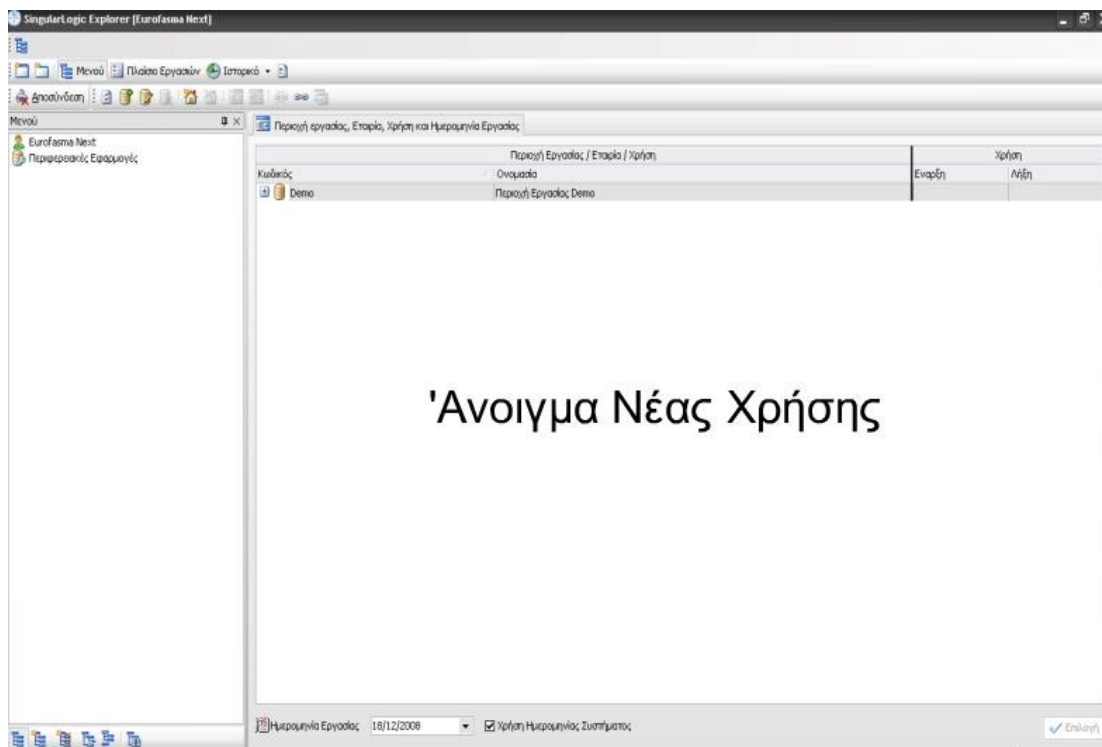 SingularLogic Explorer [Eurofasma Next]
Μενού Πλαίσιο Εργασιών Ιστορικό
Αποσύνδεση
Μενού
Eurofasma Next
Περιφερειακές Εφαρμογές
Περιοχή εργασίας, Εταιρία, Χρήση και Ημερομηνία Εργασίας
Περιοχή Εργασίας / Εταιρία / Χρήση Χρήση
Κωδικός Ονομασία Εναρξη Λήξη
Demo Περιοχή Εργασίας Demo
'Ανοιγμα Νέας Χρήσης
Ημερομηνία Εργασίας 18/12/2008 Χρήση Ημερομηνίας Συστήματος
Επιλογή